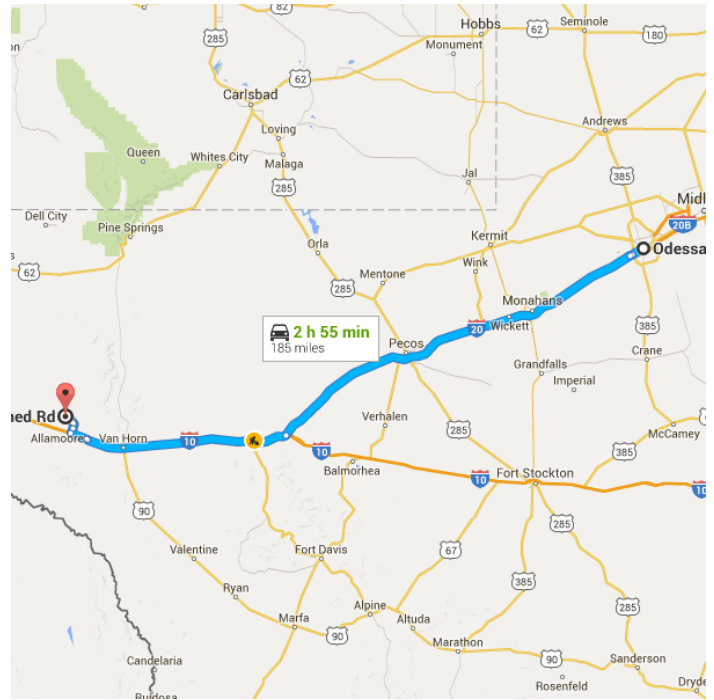 82
82
Hobbs
Seminole
285
Monument
180
62
Carlsbad
62
Loving
Andrews
Queen
Whites City
Malaga
385
Jal
285
385
Dell City
Midl
Pine Springs
20B
Kermit
Orla
Odessa
62
Wink
Mentone
285
Monahans
2 h 55 min
185 miles
20
Wickett
Pecos
Crane
Grandfalls
Imperial
ned Rd
Verhalen
McCamey
Allamoore
Van Horn
10
10
Balmorhea
385
Fort Stockton
10
10
90
285
67
Valentine
Fort Davis
385
285
Ryan
Alpine
Marfa
Altuda
90
Marathon
Candelaria
90
Sanderson
Rosenfeld
Dryde
Ruidosa